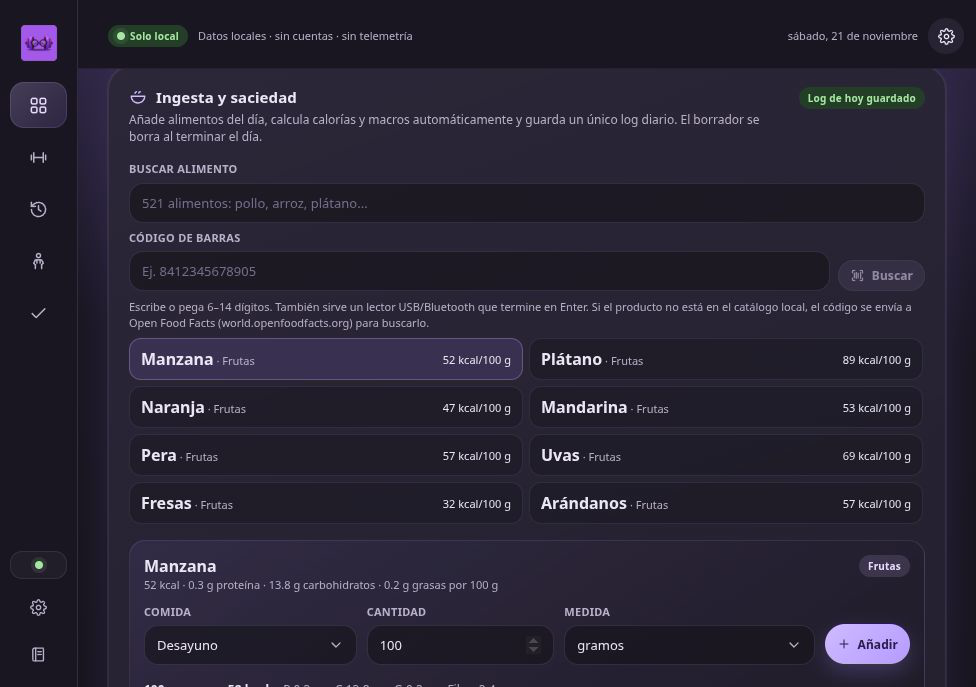 Solo local
Datos locales · sin cuentas · sin telemetría
sábado, 21 de noviembre
Ingesta y saciedad
Log de hoy guardado
Añade alimentos del día, calcula calorías y macros automáticamente y guarda un único log diario. El borrador se
borra al terminar el día.
BUSCAR ALIMENTO
521 alimentos: pollo, arroz, plátano...
CÓDIGO DE BARRAS
Ej. 8412345678905
Buscar
Escribe o pega 6–14 dígitos. También sirve un lector USB/Bluetooth que termine en Enter. Si el producto no está en el catálogo local, el código se envía a
Open Food Facts (world.openfoodfacts.org) para buscarlo.
Manzana · Frutas 52 kcal/100 g
Plátano · Frutas 89 kcal/100 g
Naranja · Frutas 47 kcal/100 g
Mandarina · Frutas 53 kcal/100 g
Pera · Frutas 57 kcal/100 g
Uvas · Frutas 69 kcal/100 g
Fresas · Frutas 32 kcal/100 g
Arándanos · Frutas 57 kcal/100 g
Manzana
Frutas
52 kcal · 0.3 g proteína · 13.8 g carbohidratos · 0.2 g grasas por 100 g
COMIDA
CANTIDAD
MEDIDA
Desayuno
100
gramos
+ Añadir